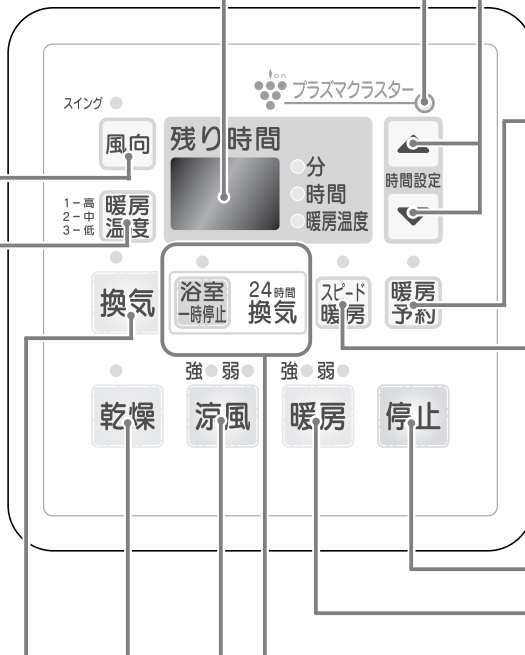 ion
プラズマクラスター
スイング
風向
残り時間
分
時間
暖房温度
時間設定
1-高
2-中
3-低
暖房
温度
換気
浴室
一時停止
24時間
換気
スピード
暖房
暖房
予約
強 弱
強 弱
乾燥
涼風
暖房
停止